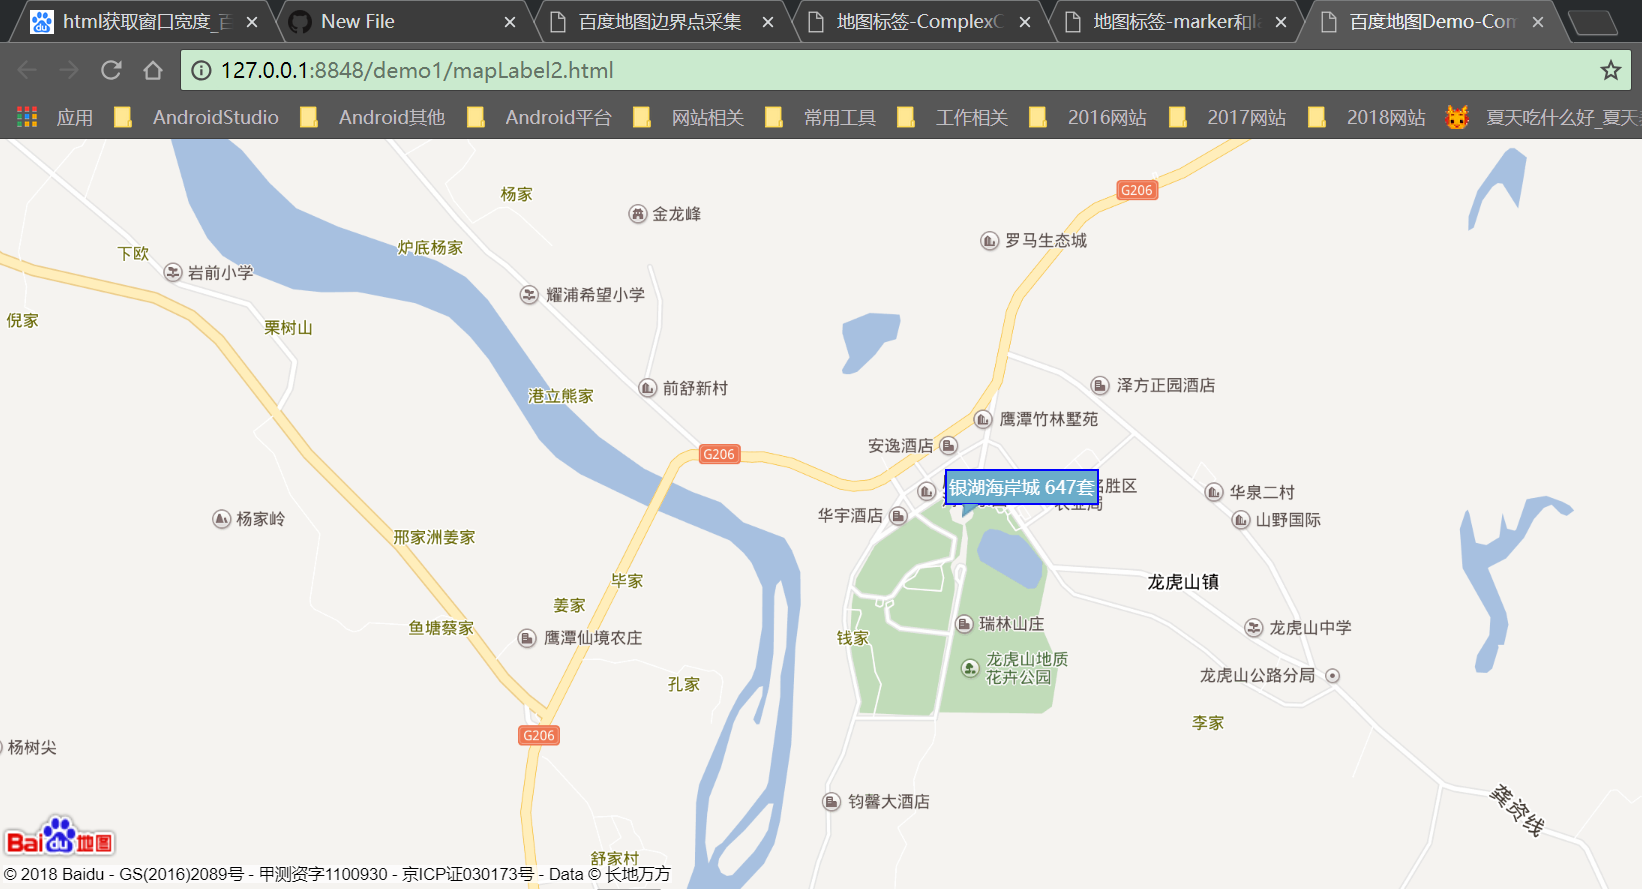 html获取窗口宽度_百
New File
百度地图边界点采集
地图标签-ComplexC
地图标签-marker和la
百度地图Demo-Com
127.0.0.1:8848/demo1/mapLabel2.html
应用
AndroidStudio
Android其他
Android平台
网站相关
常用工具
工作相关
2016网站
2017网站
2018网站
夏天吃什么好_夏天
G206
杨家
金龙峰
罗马生态城
炉底杨家
下欧
岩前小学
耀浦希望小学
倪家
栗树山
前舒新村
泽方正园酒店
港立熊家
鹰潭竹林墅苑
安逸酒店
G206
银湖海岸城 647套
名胜区
华泉二村
华宇酒店
山野国际
杨家岭
邢家洲姜家
毕家
龙虎山镇
姜家
鱼塘蔡家
鹰潭仙境农庄
钱家
瑞林山庄
龙虎山中学
龙虎山地质
花卉公园
龙虎山公路分局
孔家
李家
G206
杨树尖
钧馨大酒店
龚资线
Bai du 地图
舒家村
© 2018 Baidu - GS(2016)2089号 - 甲测资字1100930 - 京ICP证030173号 - Data © 长地万方